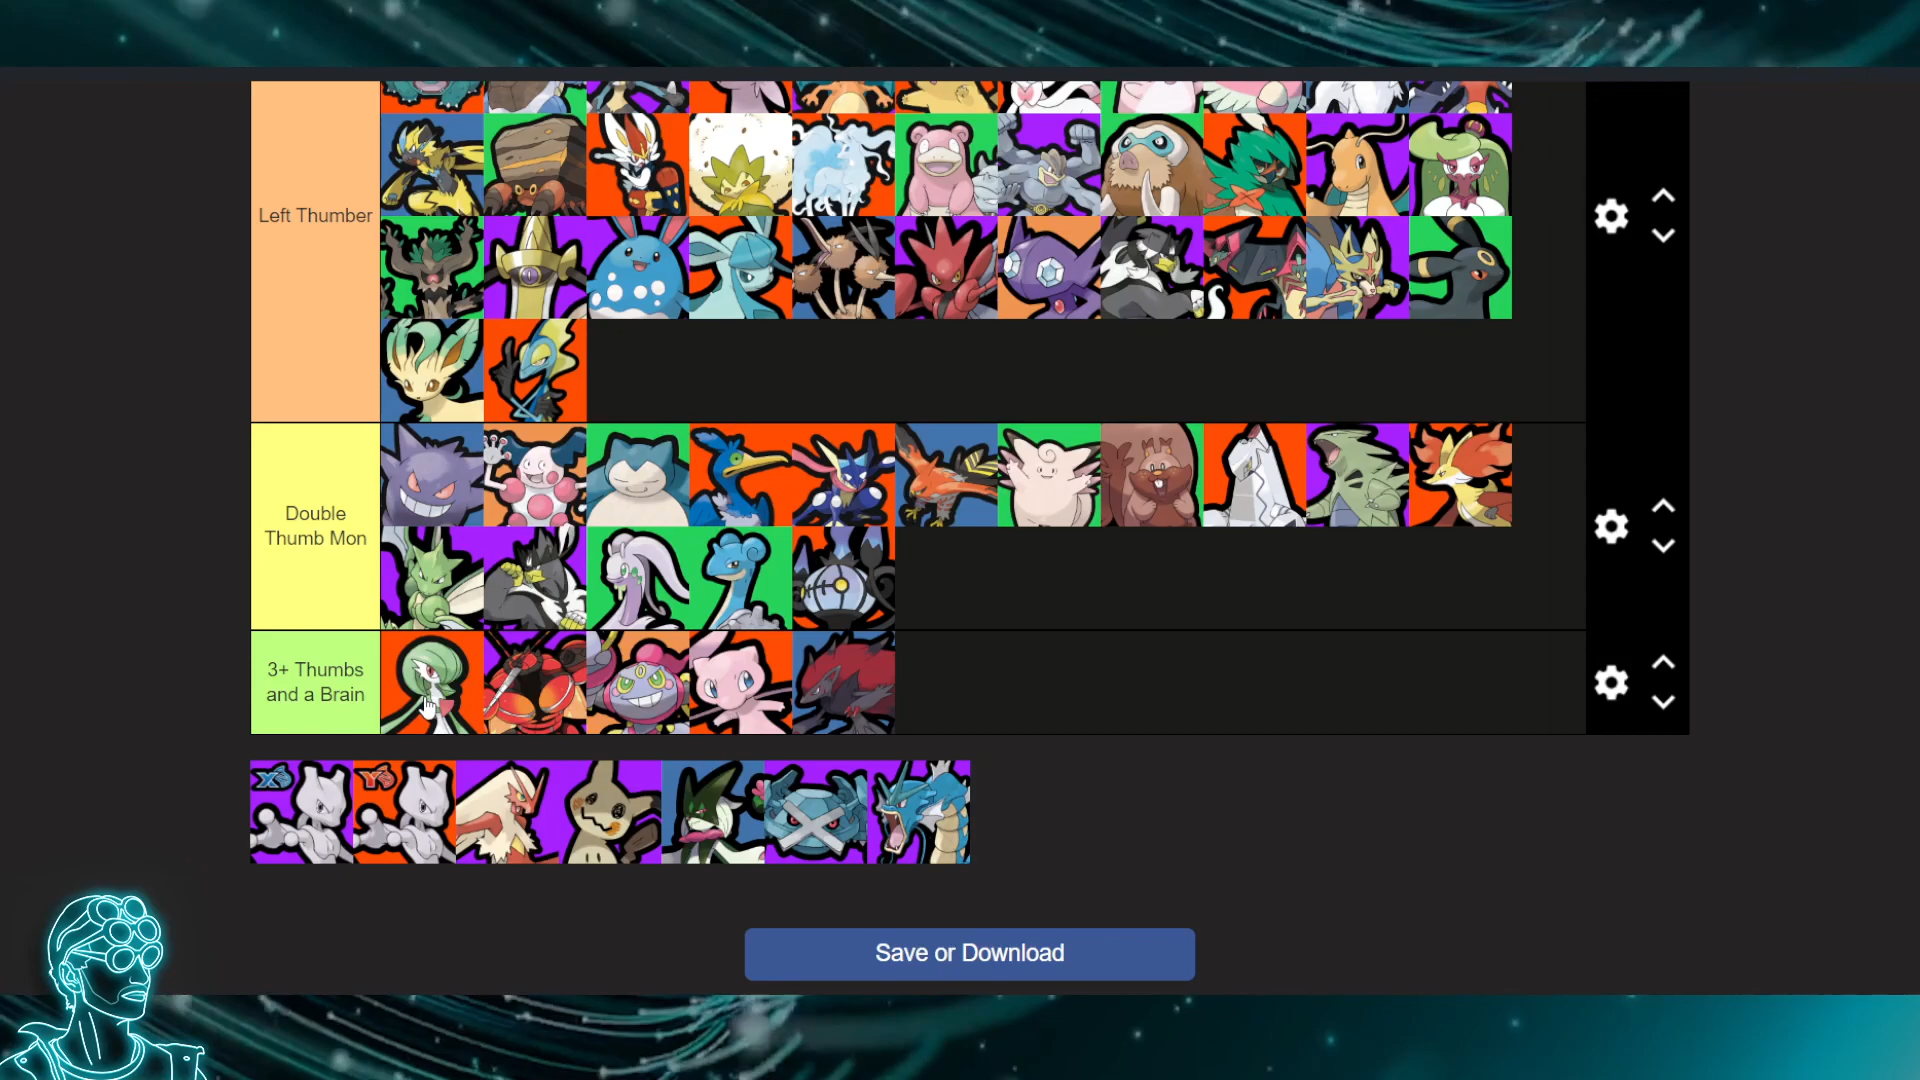 Left Thumber
Double
Thumb Mon
3+ Thumbs
and a Brain
X
Y
Save or Download